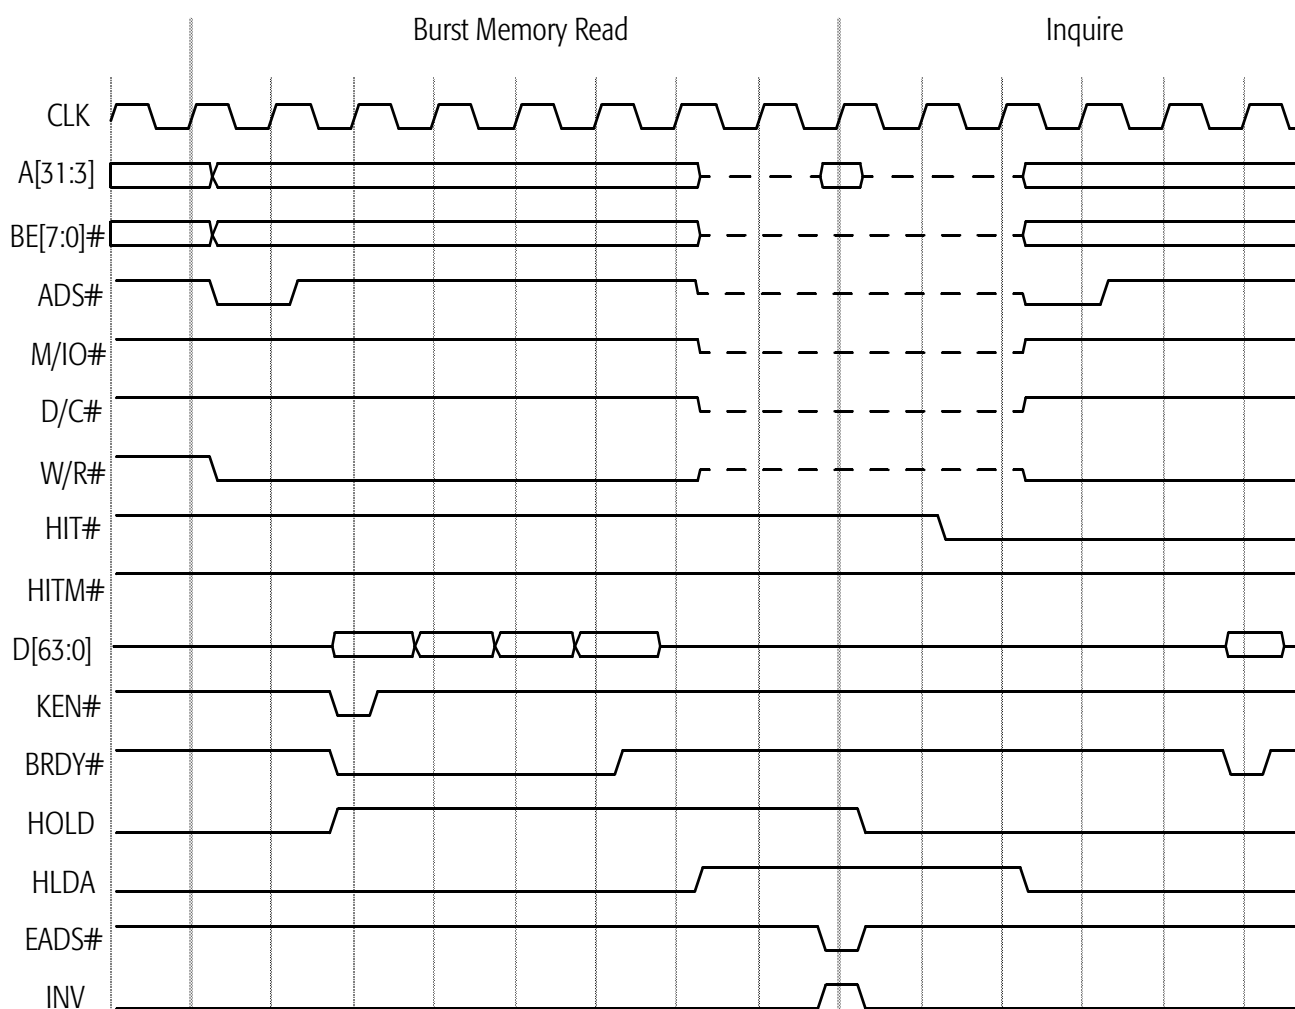 Burst Memory Read
Inquire
CLK
A[31:3]
BE[7:0]#
ADS#
M/IO#
D/C#
W/R#
HIT#
HITM#
D[63:0]
KEN#
BRDY#
HOLD
HLDA
EADS#
INV